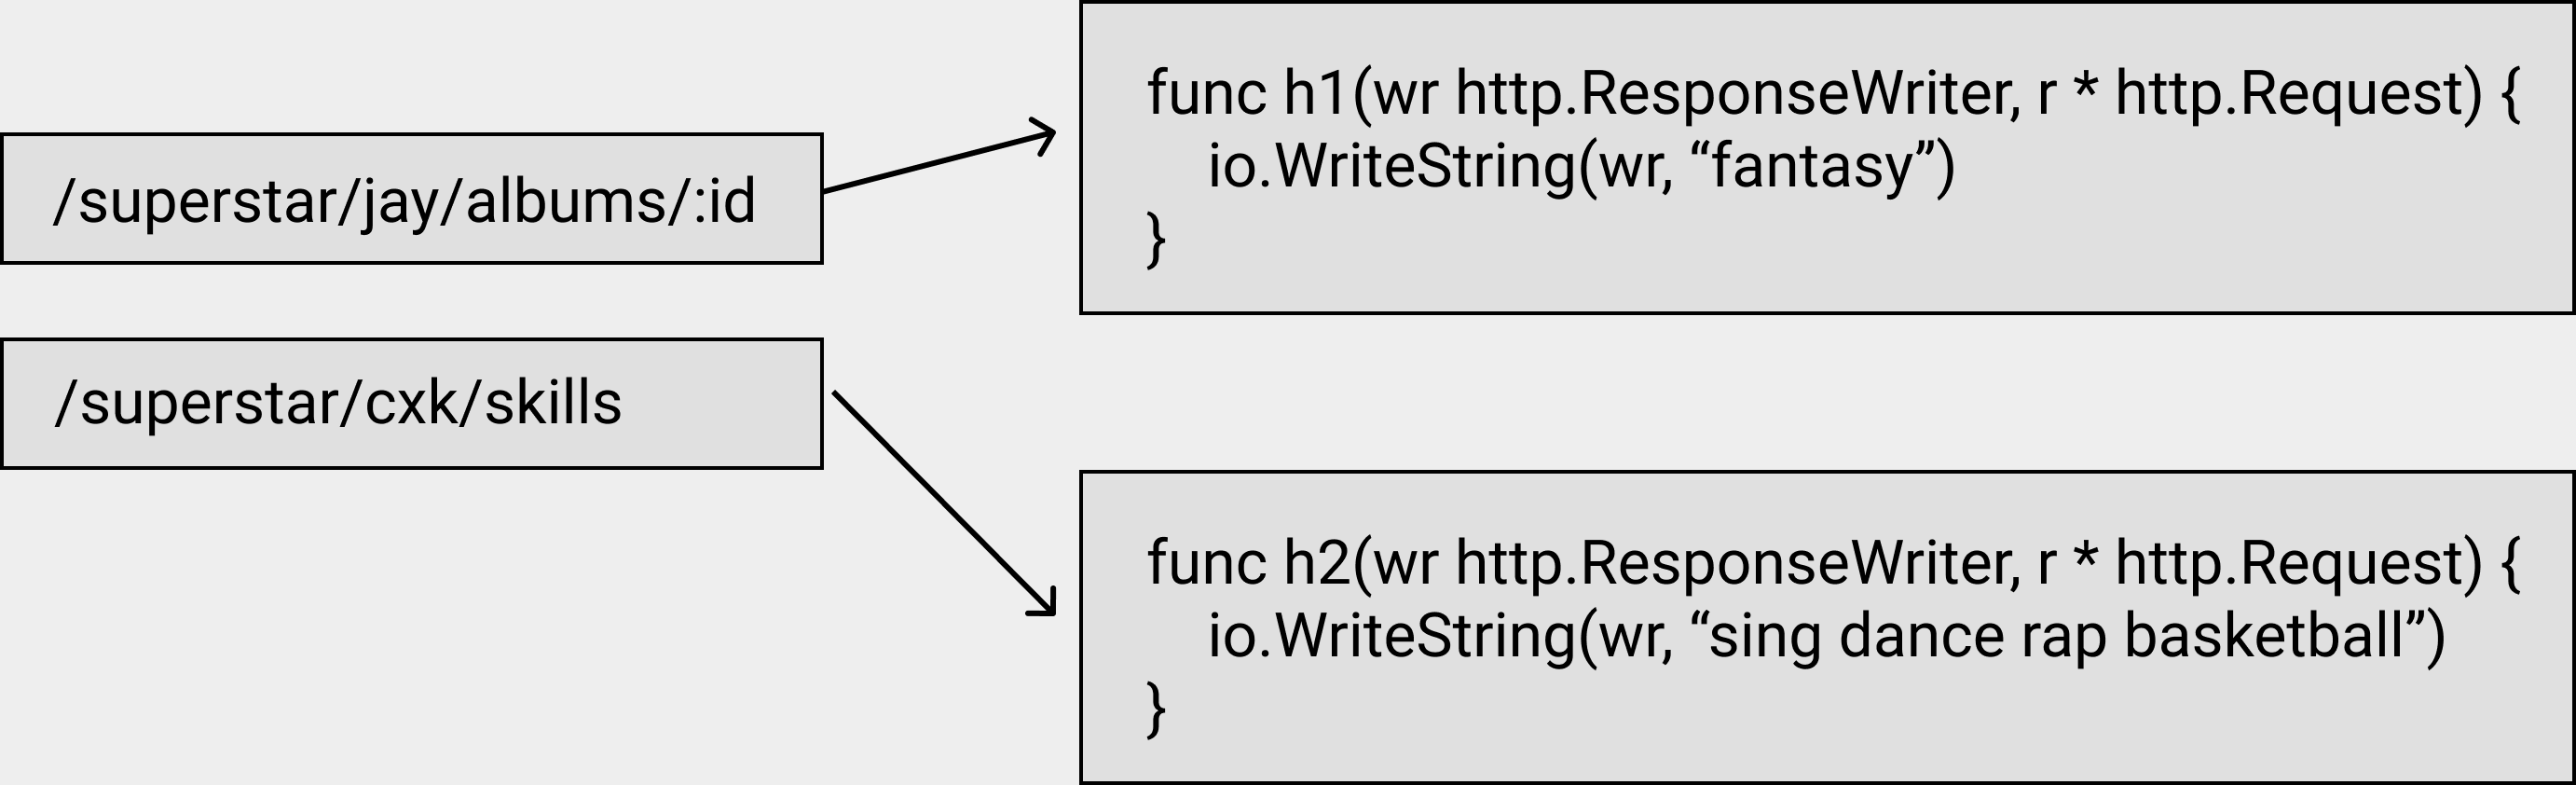 /superstar/jay/albums/:id
/superstar/cxk/skills
func h1(wr http.ResponseWriter, r * http.Request) {
io.WriteString(wr, “fantasy”)
}
func h2(wr http.ResponseWriter, r * http.Request) {
io.WriteString(wr, “sing dance rap basketball”)
}